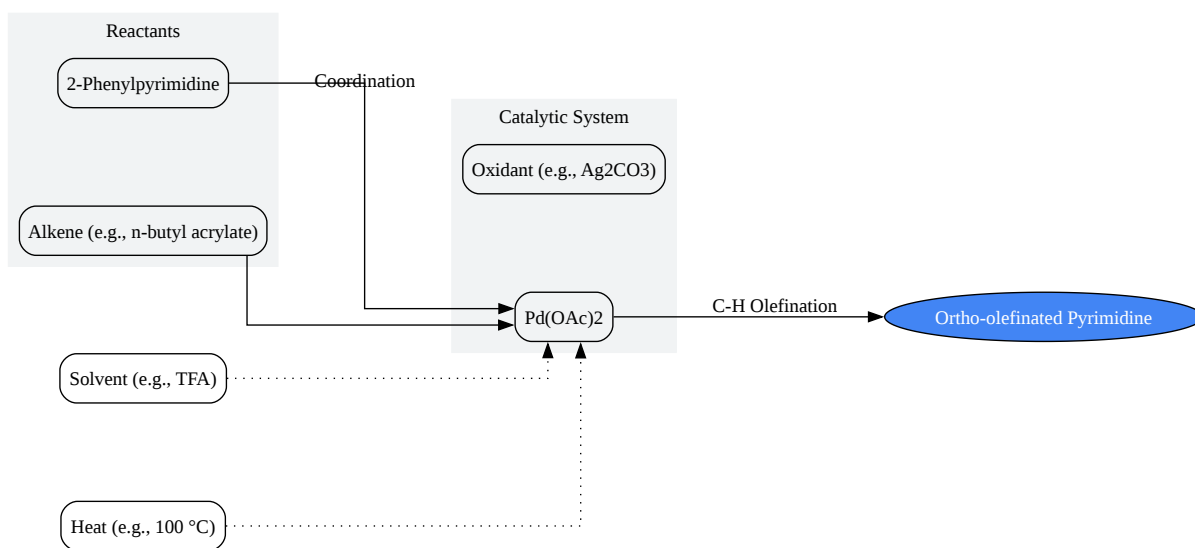 Reactants
2-Phenylpyrimidine
Coordination
Catalytic System
Oxidant (e.g., Ag2CO3)
Alkene (e.g., n-butyl acrylate)
C-H Olefination
Pd(OAc)2
Ortho-olefinated Pyrimidine
Solvent (e.g., TFA)
Heat (e.g., 100 °C)